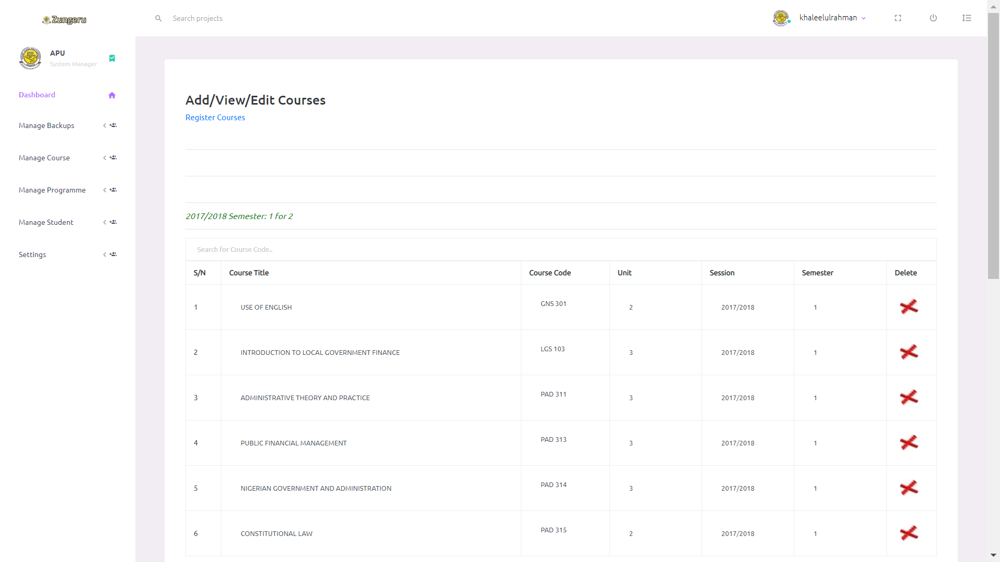 Zungeru
Search projects
khaleelulrahman
APU
System Manager
Dashboard
Manage Backups
Manage Course
Manage Programme
Manage Student
Settings
Add/View/Edit Courses
Register Courses
2017/2018 Semester: 1 for 2
Search for Course Code..
S/N Course Title Course Code Unit Session Semester Delete
1 USE OF ENGLISH GNS 301 2 2017/2018 1
2 INTRODUCTION TO LOCAL GOVERNMENT FINANCE LGS 103 3 2017/2018 1
3 ADMINISTRATIVE THEORY AND PRACTICE PAD 311 3 2017/2018 1
4 PUBLIC FINANCIAL MANAGEMENT PAD 313 3 2017/2018 1
5 NIGERIAN GOVERNMENT AND ADMINISTRATION PAD 314 3 2017/2018 1
6 CONSTITUTIONAL LAW PAD 315 2 2017/2018 1